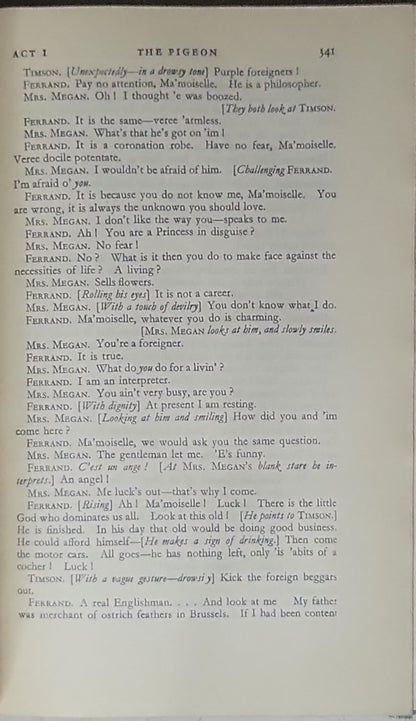 ACT I THE PIGEON 341
TIMSON. [Unexpectedly—in a drowsy tone] Purple foreigners!
FERRAND. Pay no attention, Ma'moiselle. He is a philosopher.
MRS. MEGAN. Oh! I thought 'e was boozed.
[They both look at TIMSON.
FERRAND. It is the same—veree 'armless.
MRS. MEGAN. What's that he's got on 'im!
FERRAND. It is a coronation robe. Have no fear, Ma'moiselle.
Veree docile potentate.
MRS. MEGAN. I wouldn't be afraid of him. [Challenging FERRAND.
I'm afraid o' you.
FERRAND. It is because you do not know me, Ma'moiselle. You
are wrong, it is always the unknown you should love.
MRS. MEGAN. I don't like the way you—speaks to me.
FERRAND. Ah! You are a Princess in disguise?
MRS. MEGAN. No fear!
FERRAND. No? What is it then you do to make face against the
necessities of life? A living?
MRS. MEGAN. Sells flowers.
FERRAND. [Rolling his eyes] It is not a career.
MRS. MEGAN. [With a touch of devilry] You don't know what I do.
FERRAND. Ma'moiselle, whatever you do is charming.
[MRS. MEGAN looks at him, and slowly smiles.
MRS. MEGAN. You're a foreigner.
FERRAND. It is true.
MRS. MEGAN. What do you do for a livin'?
FERRAND. I am an interpreter.
MRS. MEGAN. You ain't very busy, are you?
FERRAND. [With dignity] At present I am resting.
MRS. MEGAN. [Looking at him and smiling] How did you and 'im
come here?
FERRAND. Ma'moiselle, we would ask you the same question.
MRS. MEGAN. The gentleman let me. 'E's funny.
FERRAND. C'est un ange! [At MRS. MEGAN'S blank stare he in-
terprets.] An angel!
MRS. MEGAN. Me luck's out—that's why I come.
FERRAND. [Rising] Ah! Ma'moiselle! Luck! There is the little
God who dominates us all. Look at this old! [He points to TIMSON.]
He is finished. In his day that old would be doing good business.
He could afford himself—[He makes a sign of drinking.] Then come
the motor cars. All goes—he has nothing left, only 'is 'abits of a
cocher! Luck!
TIMSON. [With a vague gesture—drowsi y] Kick the foreign beggars
out.
FERRAND. A real Englishman. . . . And look at me My father
was merchant of ostrich feathers in Brussels. If I had been content